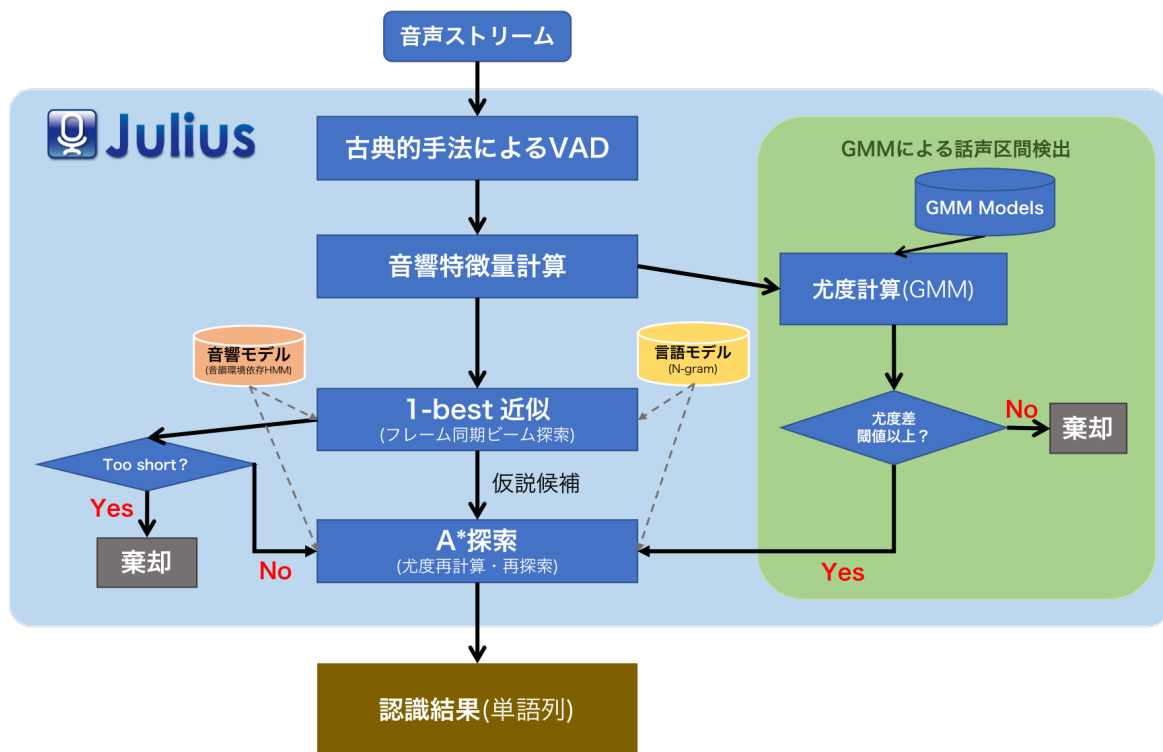 音声ストリーム
Julius
古典的手法によるVAD
GMMによる話声区間検出
GMM Models
音響特徴量計算
尤度計算(GMM)
音響モデル
(音韻環境依存HMM)
言語モデル
(N-gram)
1-best 近似
(フレーム同期ビーム探索)
尤度差
閾値以上？
No
棄却
Too short？
仮説候補
Yes
棄却
No
A*探索
(尤度再計算・再探索)
Yes
認識結果(単語列)